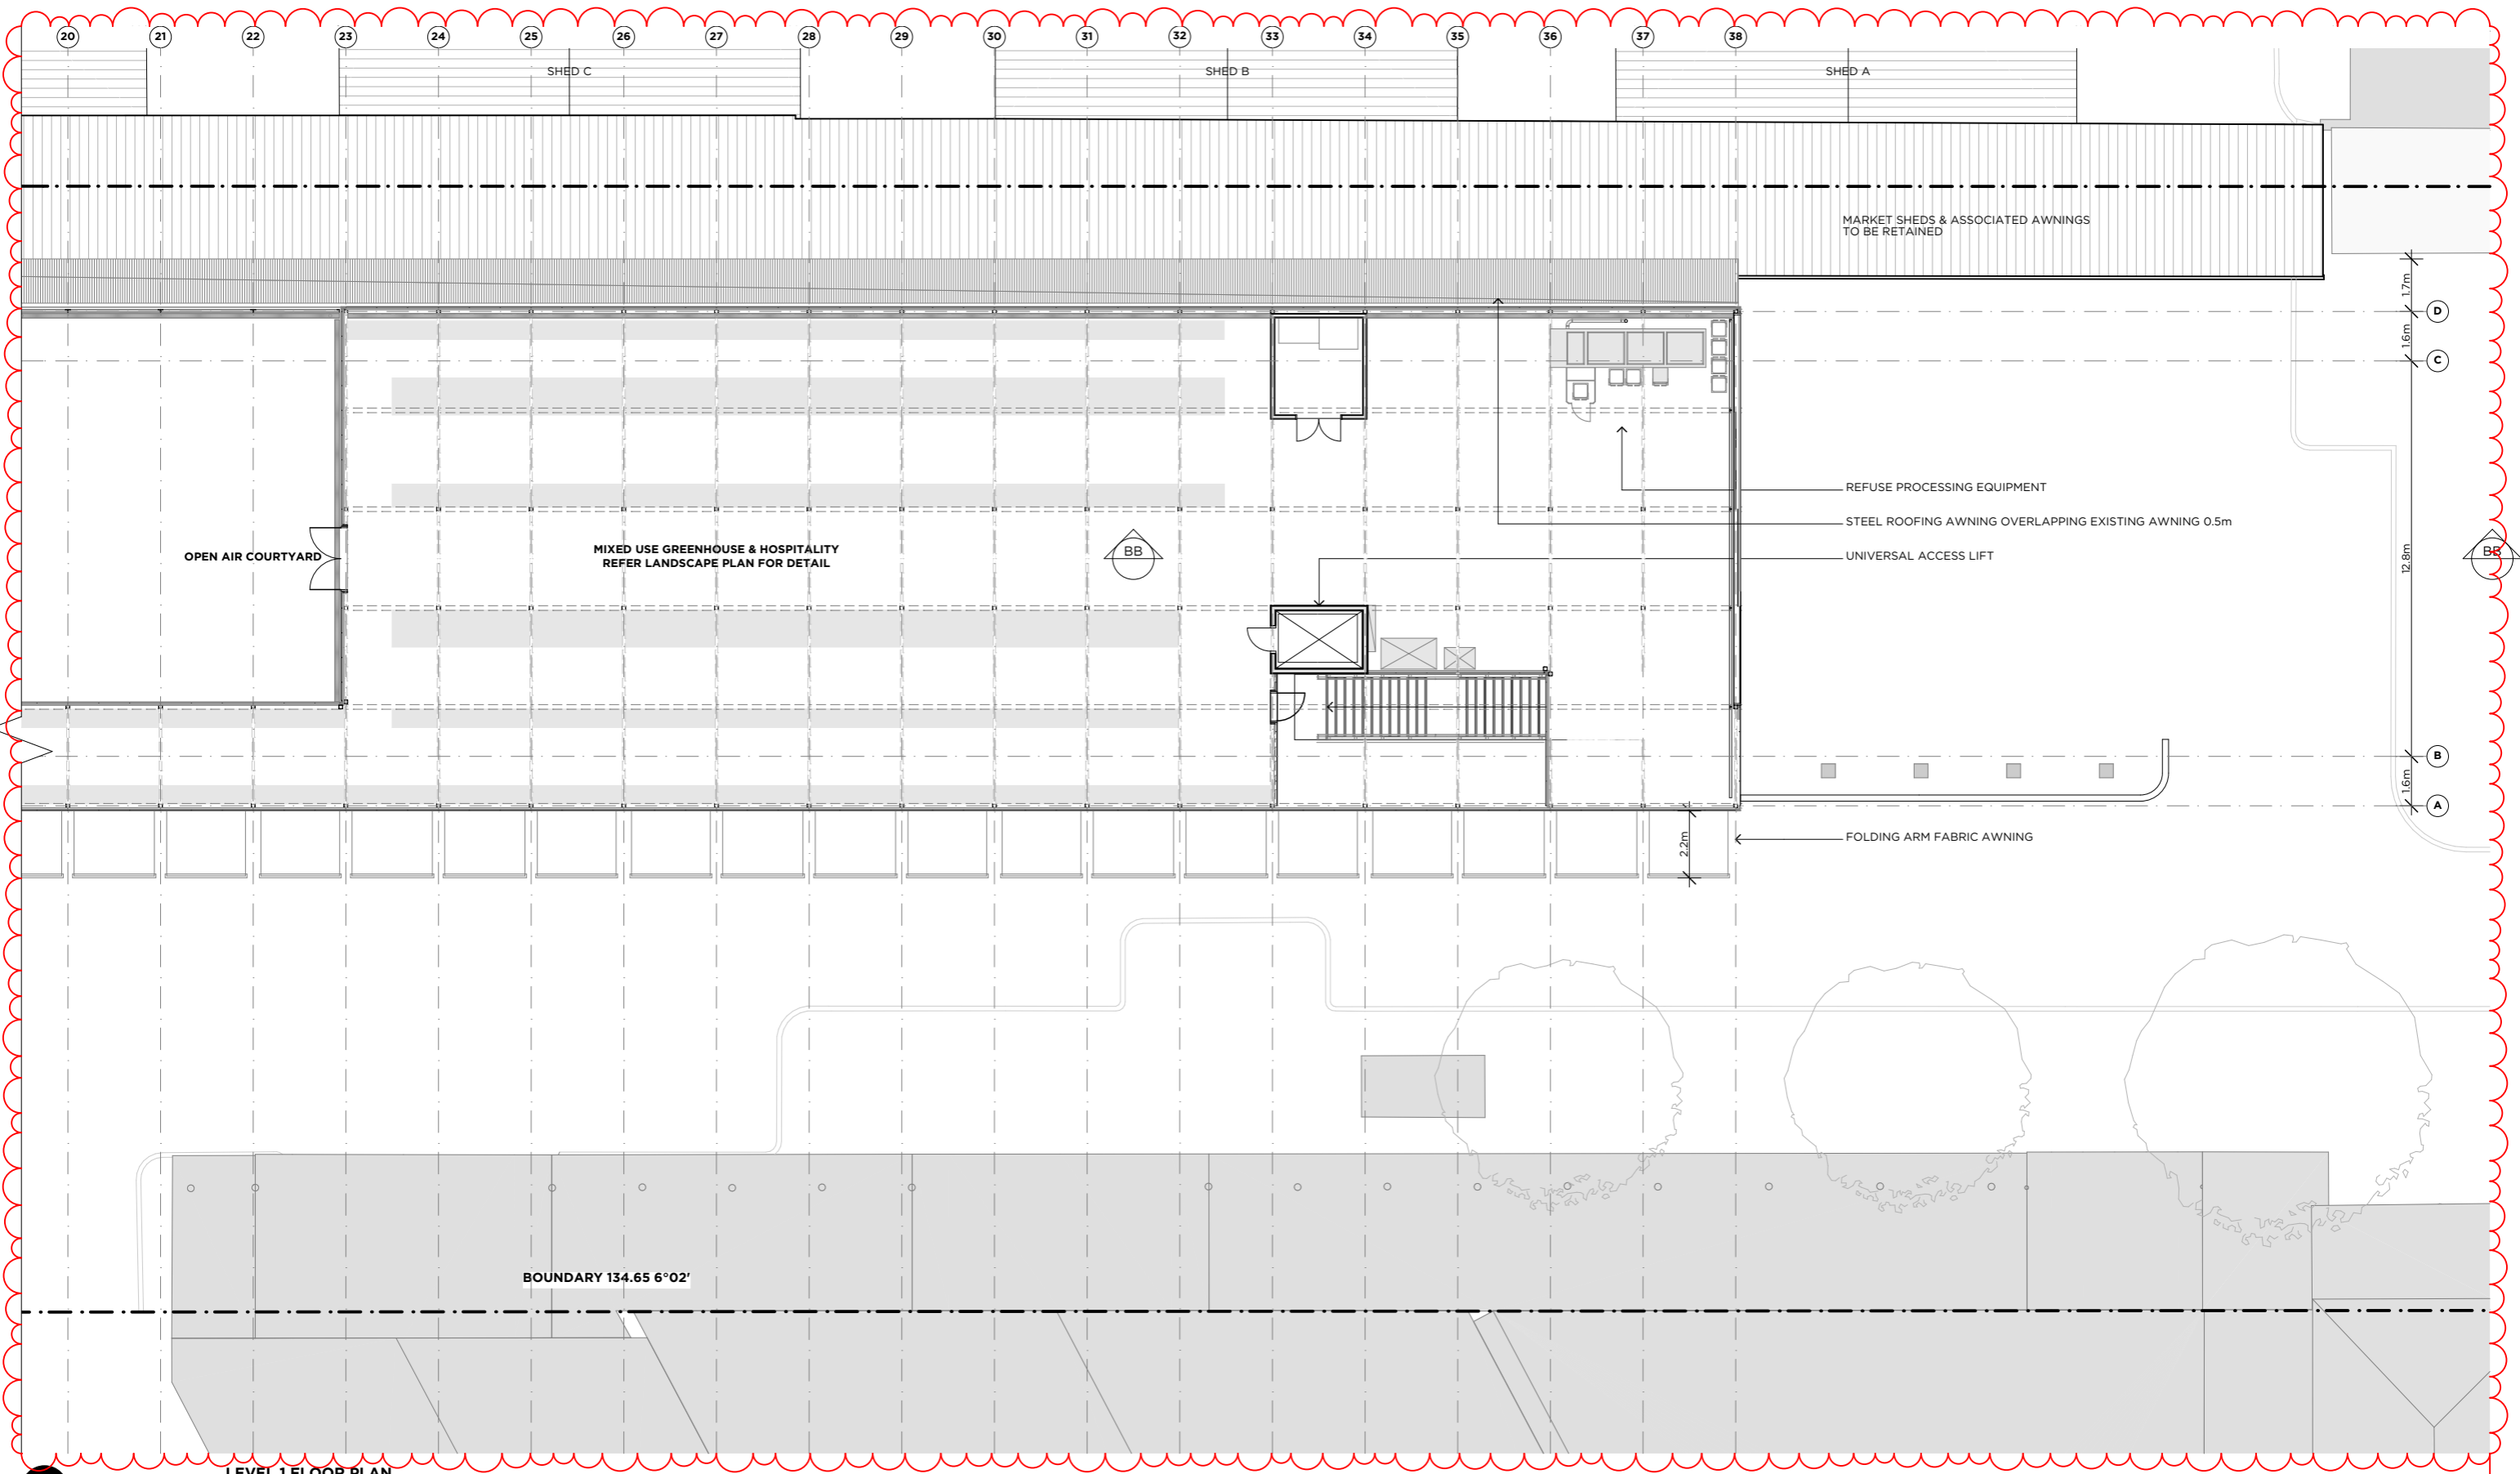 20 21 22 23 24 25 26 27 28 29 30 31 32 33 34 35 36 37 38
SHED C
SHED B
SHED A
MARKET SHEDS & ASSOCIATED AWNINGS
TO BE RETAINED
1.7m
D
1.6m
C
REFUSE PROCESSING EQUIPMENT
STEEL ROOFING AWNING OVERLAPPING EXISTING AWNING 0.5m
OPEN AIR COURTYARD
MIXED USE GREENHOUSE & HOSPITALITY
REFER LANDSCAPE PLAN FOR DETAIL
BB
UNIVERSAL ACCESS LIFT
12.8m
BB
B
1.6m
A
2.2m
FOLDING ARM FABRIC AWNING
BOUNDARY 134.65 6°02'
LEVEL 1 FLOOR PLAN